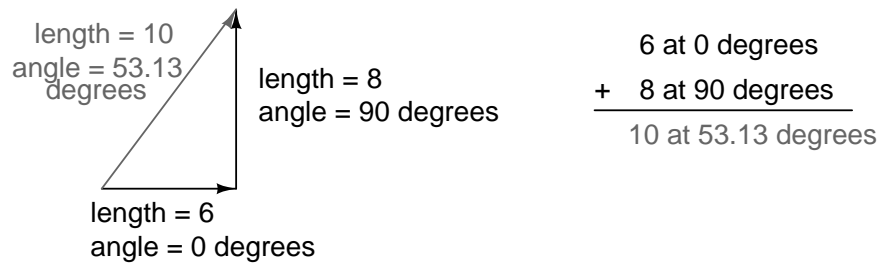 length = 10
angle = 53.13
degrees
length = 8
angle = 90 degrees
length = 6
angle = 0 degrees
6 at 0 degrees
+ 8 at 90 degrees
10 at 53.13 degrees